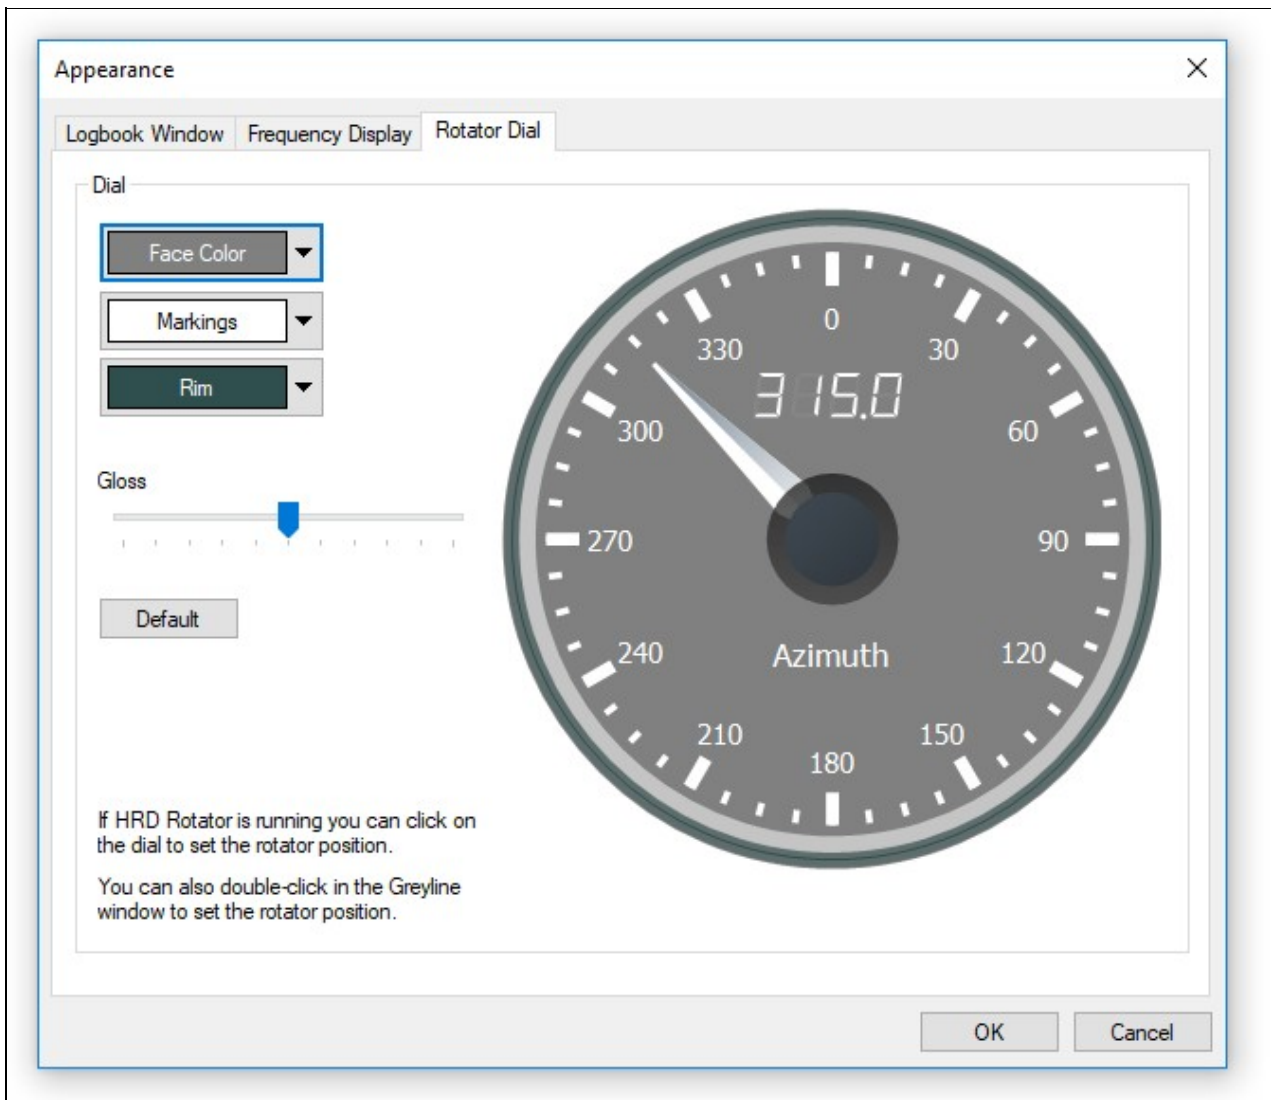 Appearance
Logbook Window
Frequency Display
Rotator Dial
Dial
Face Color
Markings
Rim
Gloss
Default
If HRD Rotator is running you can click on
the dial to set the rotator position.
You can also double-click in the Greyline
window to set the rotator position.
0
30
60
90
120
150
180
210
240
270
300
330
315.0
Azimuth
OK
Cancel